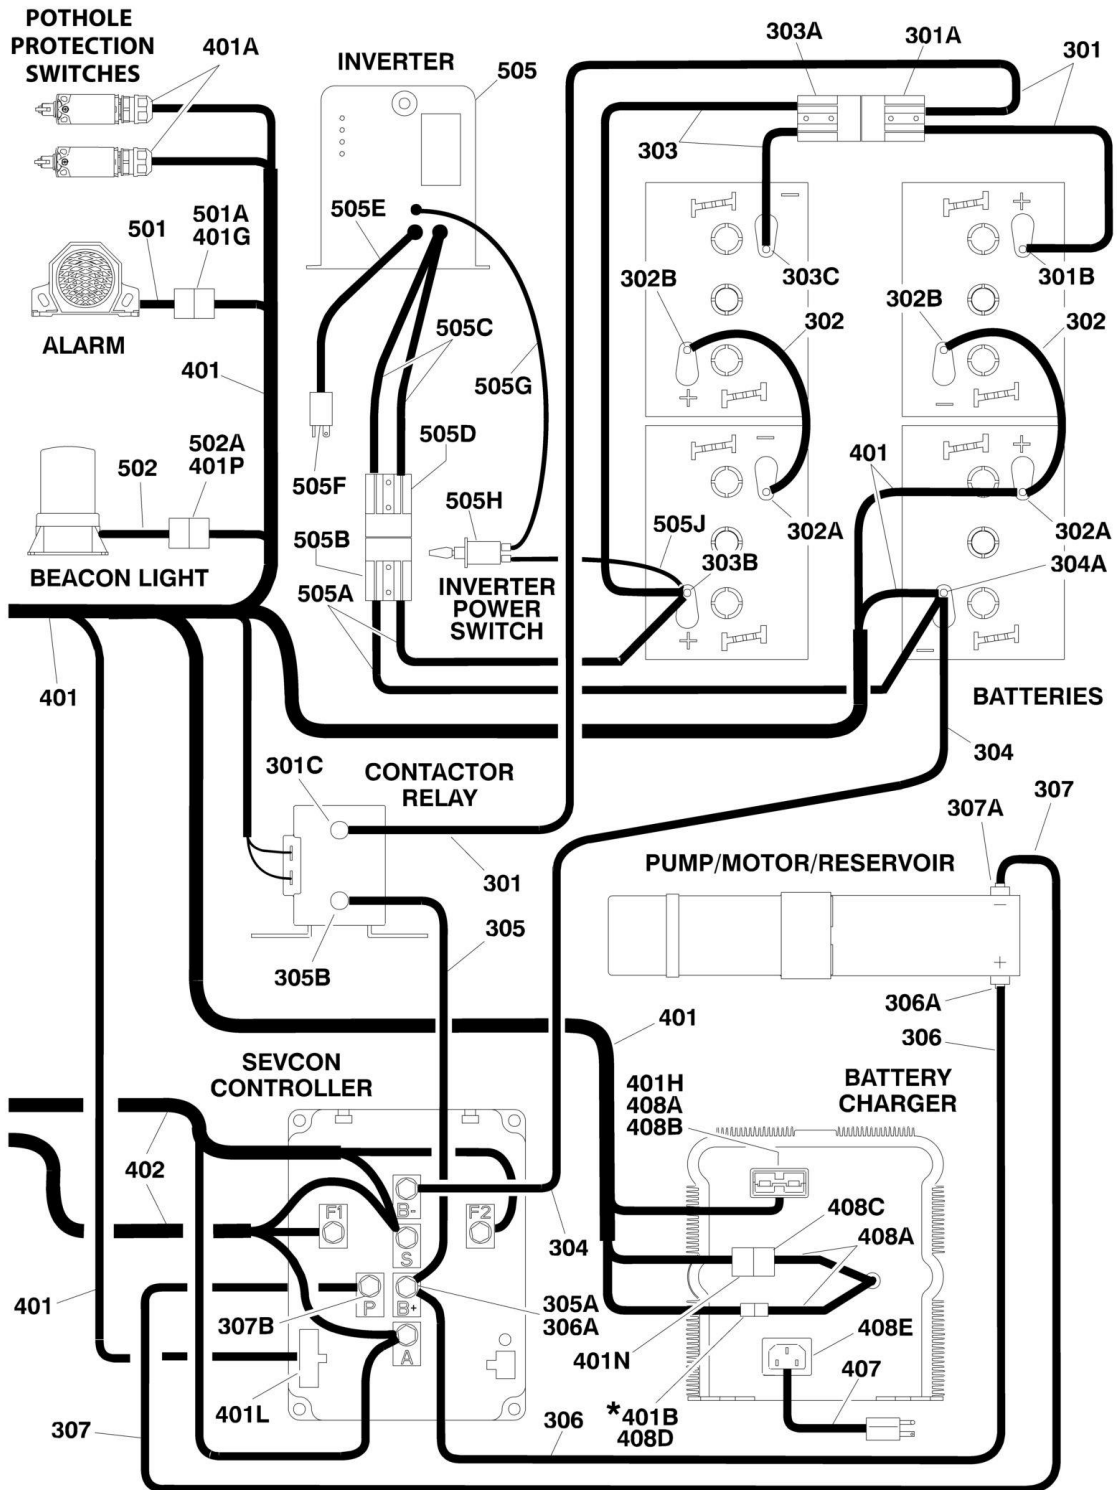 POTHOLE
PROTECTION
SWITCHES
401A
INVERTER
505
303A
301A
301
303
501
501A
401G
505E
ALARM
302B
303C
302B
301B
302
302
505C
505G
401
502
502A
401P
505D
401
505F
505H
505J
302A
302A
505B
303B
304A
BEACON LIGHT
505A
INVERTER
POWER
SWITCH
401
BATTERIES
304
301C
CONTACTOR
RELAY
307A
307
PUMP/MOTOR/RESERVOIR
301
305
305B
306A
306
401
SEVCON
CONTROLLER
401H
408A
408B
BATTERY
CHARGER
402
B-
F1
F2
S
408C
408A
304
401
P
B+
305A
306A
307B
A
408E
401N
407
401L
307
306
*401B
408D